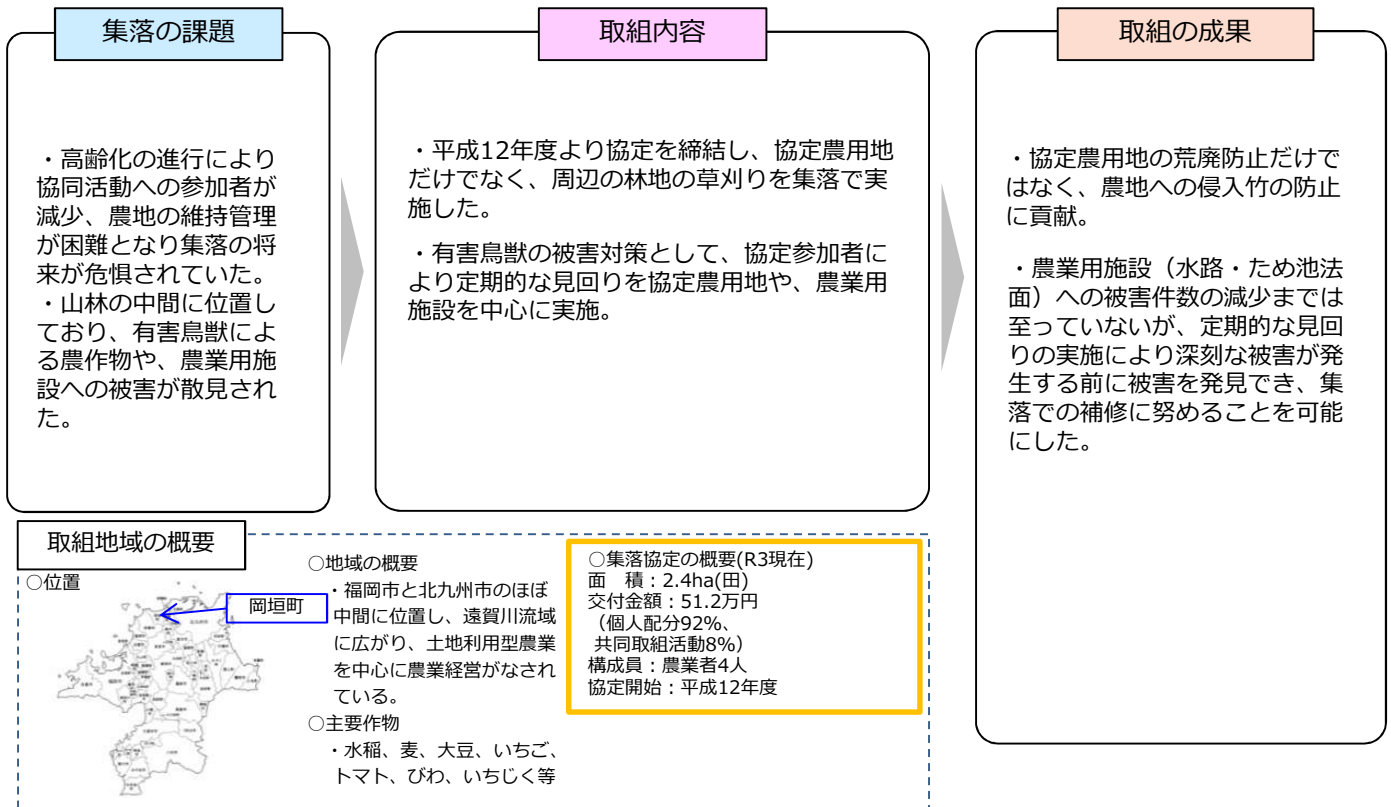 集落の課題
・高齢化の進行により
協同活動への参加者が
減少、農地の維持管理
が困難となり集落の将
来が危惧されていた。
・山林の中間に位置し
ており、有害鳥獣によ
る農作物や、農業用施
設への被害が散見され
た。
取組内容
・平成12年度より協定を締結し、協定農用地
だけでなく、周辺の林地の草刈りを集落で実
施した。
・有害鳥獣の被害対策として、協定参加者に
より定期的な見回りを協定農用地や、農業用
施設を中心に実施。
取組の成果
・協定農用地の荒廃防止だけで
はなく、農地への侵入竹の防止
に貢献。
・農業用施設（水路・ため池法
面）への被害件数の減少までは
至っていないが、定期的な見回
りの実施により深刻な被害が発
生する前に被害を発見でき、集
落での補修に努めることを可能
にした。
取組地域の概要
○位置
岡垣町
○地域の概要
・福岡市と北九州市のほぼ
中間に位置し、遠賀川流域
に広がり、土地利用型農業
を中心に農業経営がなされ
ている。
○主要作物
・水稲、麦、大豆、いちご、
トマト、びわ、いちじく等
○集落協定の概要(R3現在)
面　積：2.4ha(田)
交付金額：51.2万円
（個人配分92%、
共同取組活動8%）
構成員：農業者4人
協定開始：平成12年度